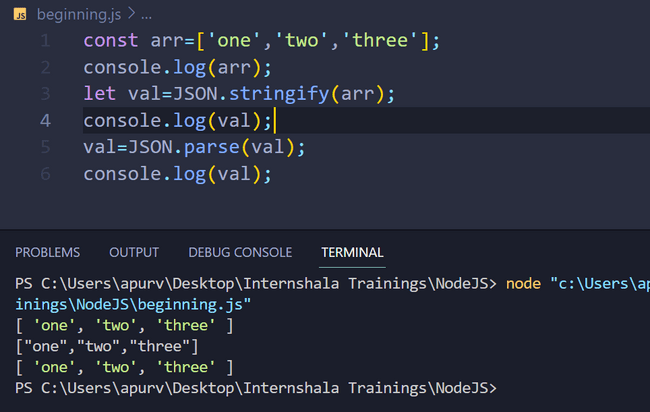 JS beginning.js > ...
1 const arr=['one','two','three'];
2 console.log(arr);
3 let val=JSON.stringify(arr);
4 console.log(val);
5 val=JSON.parse(val);
6 console.log(val);
PROBLEMS OUTPUT DEBUG CONSOLE TERMINAL
PS C:\Users\apurv\Desktop\Internshala Trainings\NodeJS> node "c:\Users\ap
inings\NodeJS\beginning.js"
[ 'one', 'two', 'three' ]
["one","two","three"]
[ 'one', 'two', 'three' ]
PS C:\Users\apurv\Desktop\Internshala Trainings\NodeJS>